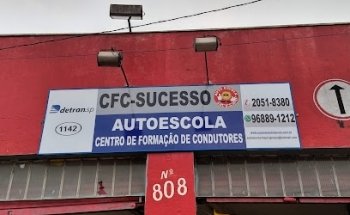 detran.sp
1142
CFC-SUCESSO
AUTOESCOLA
CENTRO DE FORMAÇÃO DE CONDUTORES
2051-8380
96889-1212
Nº
808